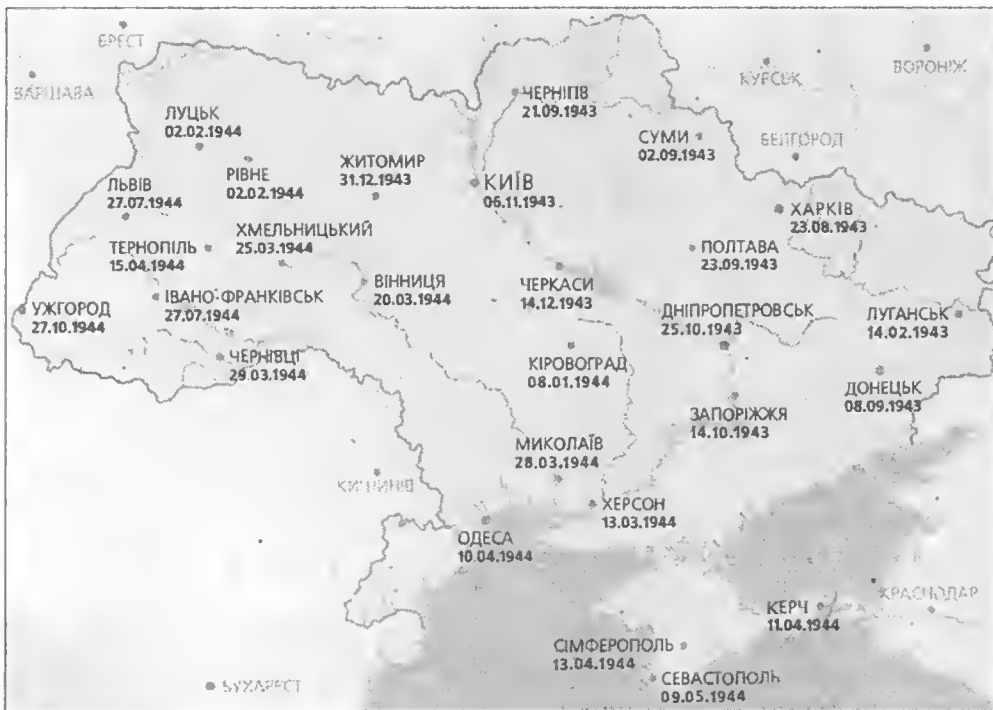 БРЕСТ
ВАРШАВА
КУРСЬК
ВОРОНІЖ
ЧЕРНІГІВ
21.09.1943
ЛУЦЬК
02.02.1944
СУМИ
02.09.1943
БЕЛГОРОД
РІВНЕ
02.02.1944
ЖИТОМИР
31.12.1943
КИЇВ
06.11.1943
ЛЬВІВ
27.07.1944
ХАРКІВ
23.08.1943
ХМЕЛЬНИЦЬКИЙ
25.03.1944
ТЕРНОПІЛЬ
15.04.1944
ПОЛТАВА
23.09.1943
ВІННИЦЯ
20.03.1944
ЧЕРКАСИ
14.12.1943
УЖГОРОД
27.10.1944
ІВАНО-ФРАНКІВСЬК
27.07.1944
ДНІПРОПЕТРОВСЬК
25.10.1943
ЛУГАНСЬК
14.02.1943
ЧЕРНІВЦІ
29.03.1944
КІРОВОГРАД
08.01.1944
ДОНЕЦЬК
08.09.1943
ЗАПОРІЖЖЯ
14.10.1943
МИКОЛАЇВ
28.03.1944
КИШИНІВ
ХЕРСОН
13.03.1944
ОДЕСА
10.04.1944
КРАСНОДАР
КЕРЧ
11.04.1944
СІМФЕРОПОЛЬ
13.04.1944
СЕВАСТОПОЛЬ
09.05.1944
БУХАРЕСТ